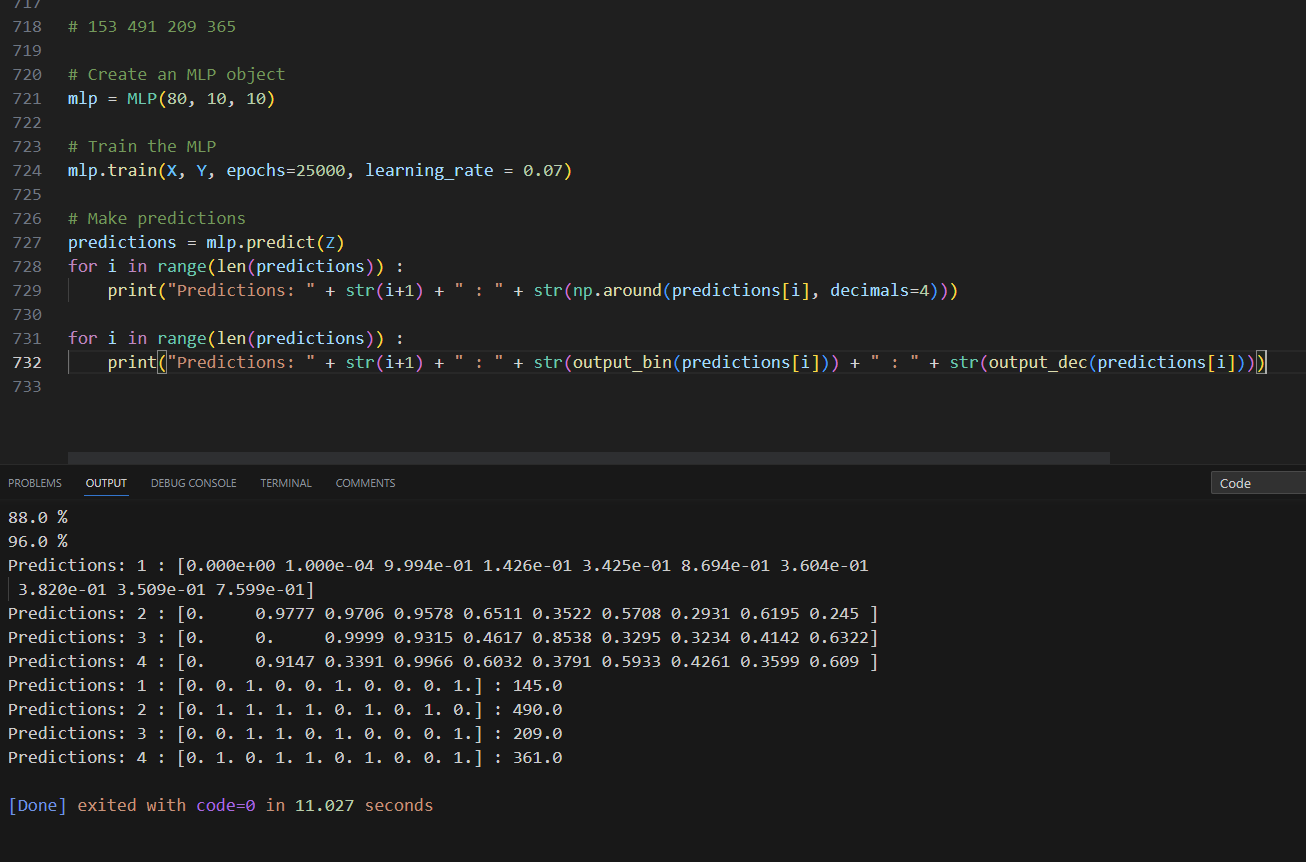 717
718 # 153 491 209 365
719
720 # Create an MLP object
721 mlp = MLP(80, 10, 10)
722
723 # Train the MLP
724 mlp.train(X, Y, epochs=25000, learning_rate = 0.07)
725
726 # Make predictions
727 predictions = mlp.predict(Z)
728 for i in range(len(predictions)) :
729     print("Predictions: " + str(i+1) + " : " + str(np.around(predictions[i], decimals=4)))
730
731 for i in range(len(predictions)) :
732     print("Predictions: " + str(i+1) + " : " + str(output_bin(predictions[i])) + " : " + str(output_dec(predictions[i])))
733
PROBLEMS OUTPUT DEBUG CONSOLE TERMINAL COMMENTS Code
88.0 %
96.0 %
Predictions: 1 : [0.000e+00 1.000e-04 9.994e-01 1.426e-01 3.425e-01 8.694e-01 3.604e-01
 3.820e-01 3.509e-01 7.599e-01]
Predictions: 2 : [0.     0.9777 0.9706 0.9578 0.6511 0.3522 0.5708 0.2931 0.6195 0.245 ]
Predictions: 3 : [0.     0.     0.9999 0.9315 0.4617 0.8538 0.3295 0.3234 0.4142 0.6322]
Predictions: 4 : [0.     0.9147 0.3391 0.9966 0.6032 0.3791 0.5933 0.4261 0.3599 0.609 ]
Predictions: 1 : [0. 0. 1. 0. 0. 1. 0. 0. 0. 1.] : 145.0
Predictions: 2 : [0. 1. 1. 1. 1. 0. 1. 0. 1. 0.] : 490.0
Predictions: 3 : [0. 0. 1. 1. 0. 1. 0. 0. 0. 1.] : 209.0
Predictions: 4 : [0. 1. 0. 1. 1. 0. 1. 0. 0. 1.] : 361.0
[Done] exited with code=0 in 11.027 seconds